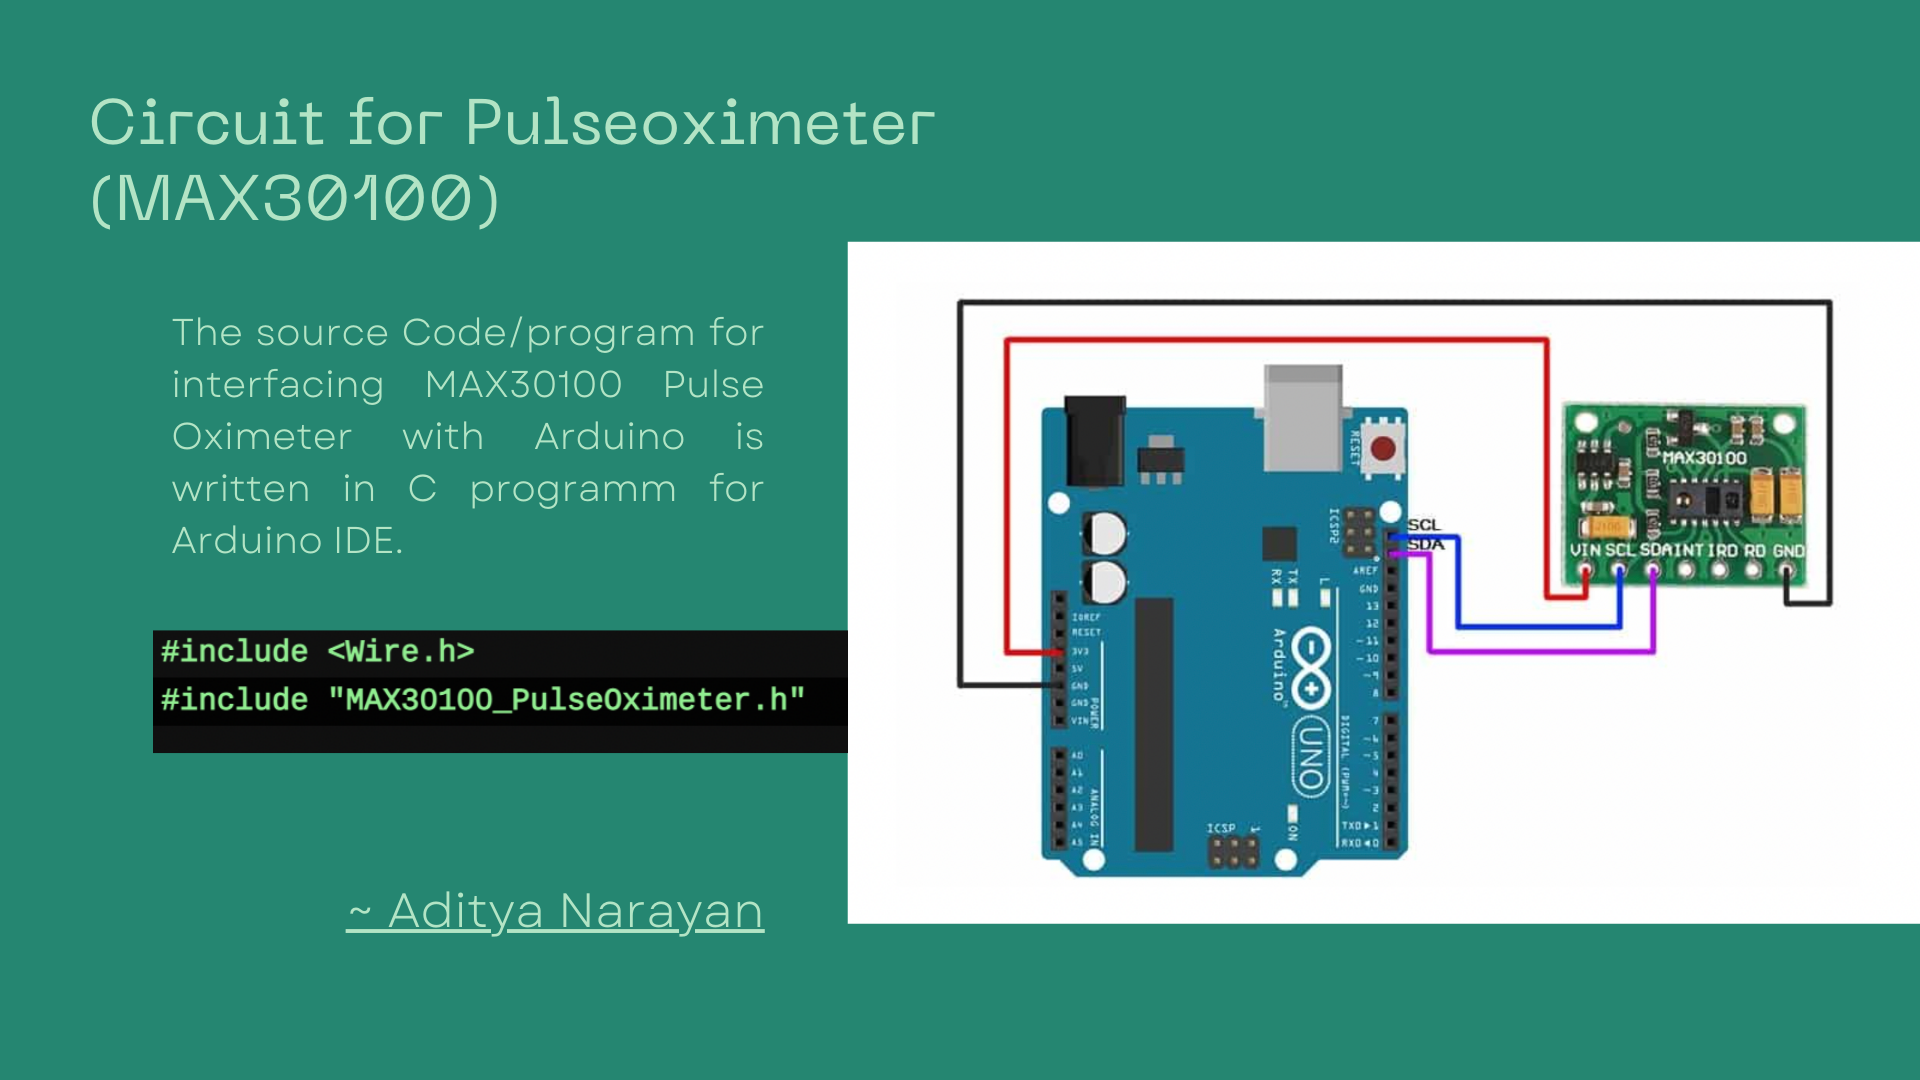 Circuit for Pulseoximeter
(MAX30100)
The source Code/program for
interfacing MAX30100 Pulse
Oximeter with Arduino is
written in C programm for
Arduino IDE.
#include <Wire.h>
#include "MAX30100_PulseOximeter.h"
~ Aditya Narayan
RESET
ICSP2
SCL
SDA
AREF
GND
13
12
~11
~10
~9
8
7
~6
~5
4
~3
2
TXD▶1
RXD◀0
DIGITAL (PWM=~)
RX
TX
L
Arduino™
UNO
ON
ICSP
1
IOREF
RESET
3V3
5V
GND
GND
VIN
POWER
A0
A1
A2
A3
A4
A5
ANALOG IN
MAX30100
VIN SCL SDA INT IRD RD GND